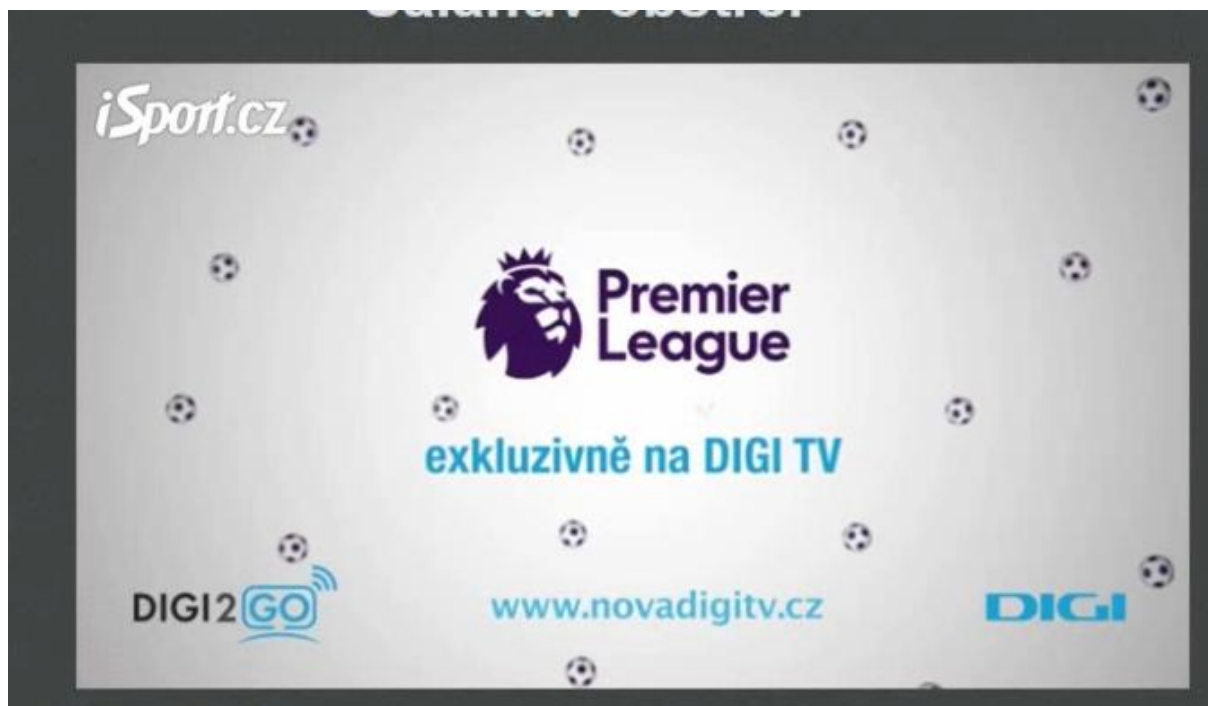 iSport.cz
Premier
League
exkluzivně na DIGI TV
DIGI2GO
www.novadigitv.cz
DIGI